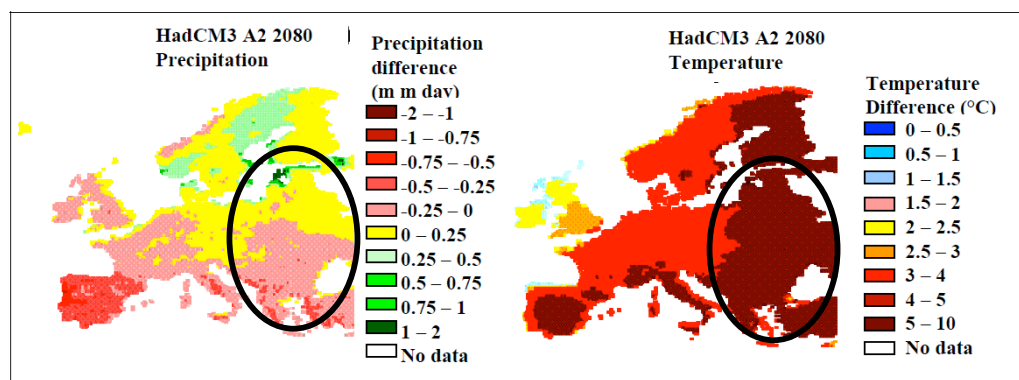 HadCM3 A2 2080
Precipitation
Precipitation
difference
(m m day)
-2 – -1
-1 – -0.75
-0.75 – -0.5
-0.5 – -0.25
-0.25 – 0
0 – 0.25
0.25 – 0.5
0.5 – 0.75
0.75 – 1
1 – 2
No data
HadCM3 A2 2080
Temperature
Temperature
Difference (°C)
0 – 0.5
0.5 – 1
1 – 1.5
1.5 – 2
2 – 2.5
2.5 – 3
3 – 4
4 – 5
5 – 10
No data